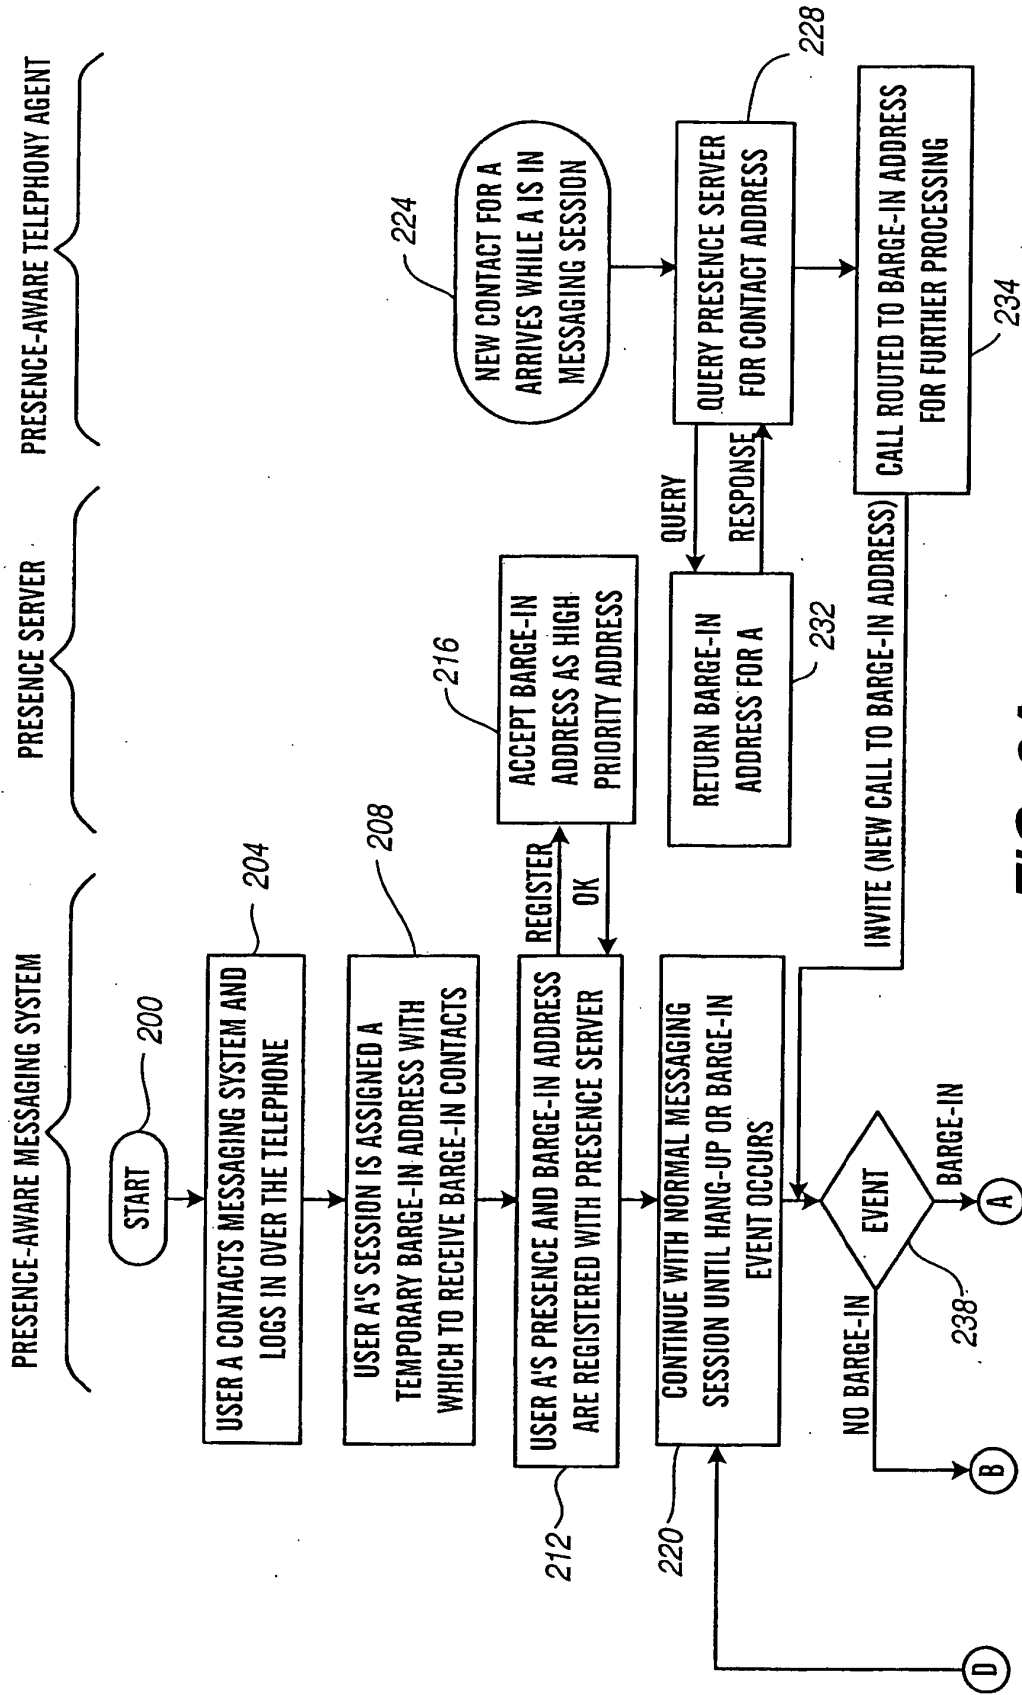 PRESENCE-AWARE MESSAGING SYSTEM
PRESENCE SERVER
PRESENCE-AWARE TELEPHONY AGENT
START
200
USER A CONTACTS MESSAGING SYSTEM AND
LOGS IN OVER THE TELEPHONE
204
USER A'S SESSION IS ASSIGNED A
TEMPORARY BARGE-IN ADDRESS WITH
WHICH TO RECEIVE BARGE-IN CONTACTS
208
USER A'S PRESENCE AND BARGE-IN ADDRESS
ARE REGISTERED WITH PRESENCE SERVER
212
REGISTER
OK
ACCEPT BARGE-IN
ADDRESS AS HIGH
PRIORITY ADDRESS
216
NEW CONTACT FOR A
ARRIVES WHILE A IS IN
MESSAGING SESSION
224
CONTINUE WITH NORMAL MESSAGING
SESSION UNTIL HANG-UP OR BARGE-IN
EVENT OCCURS
220
QUERY
RESPONSE
RETURN BARGE-IN
ADDRESS FOR A
232
QUERY PRESENCE SERVER
FOR CONTACT ADDRESS
228
CALL ROUTED TO BARGE-IN ADDRESS
FOR FURTHER PROCESSING
234
INVITE (NEW CALL TO BARGE-IN ADDRESS)
EVENT
238
NO BARGE-IN
BARGE-IN
D
B
A